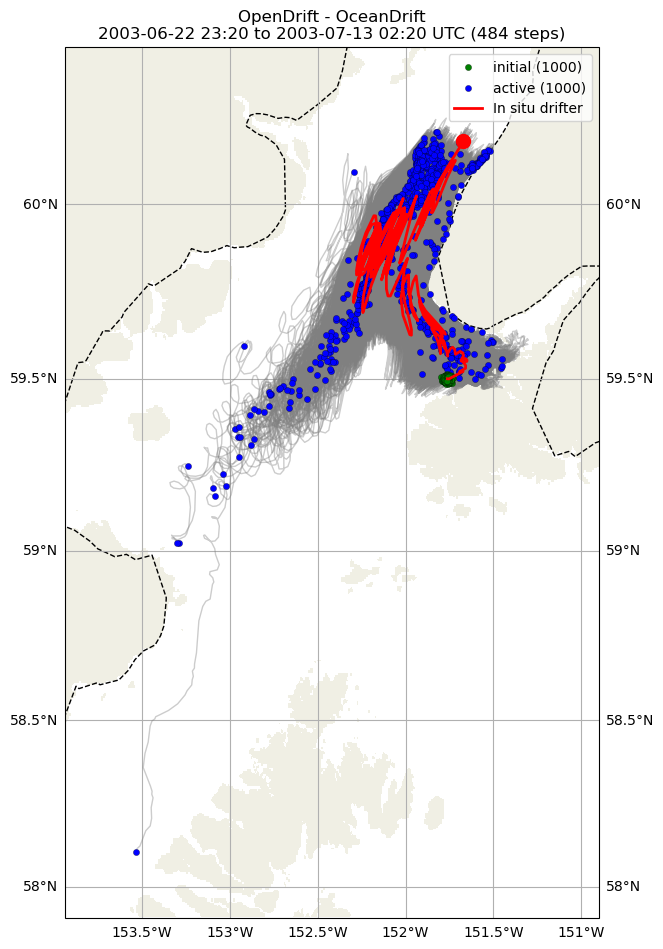 OpenDrift - OceanDrift
2003-06-22 23:20 to 2003-07-13 02:20 UTC (484 steps)
initial (1000)
active (1000)
In situ drifter
60°N 60°N
59.5°N 59.5°N
59°N 59°N
58.5°N 58.5°N
58°N 58°N
153.5°W 153°W 152.5°W 152°W 151.5°W 151°W